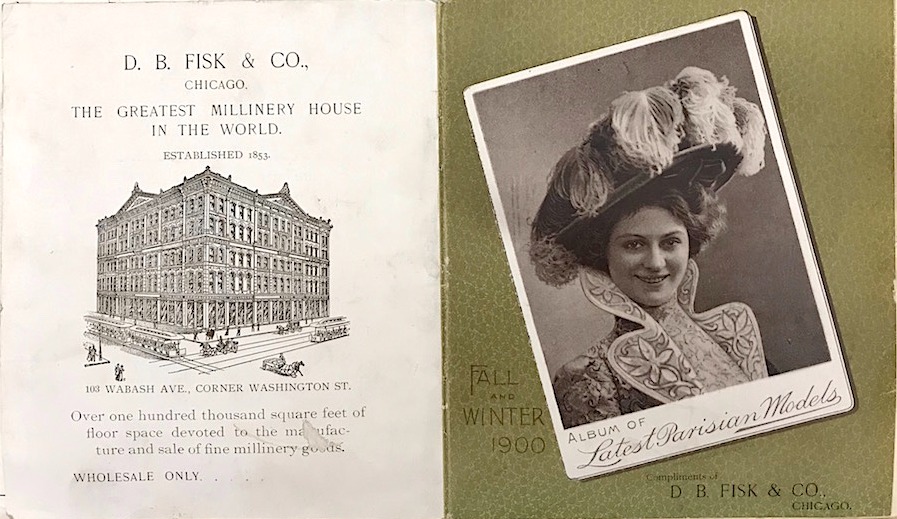 D. B. FISK & CO.,
CHICAGO.
THE GREATEST MILLINERY HOUSE
IN THE WORLD.
ESTABLISHED 1853.
103 WABASH AVE., CORNER WASHINGTON ST.
Over one hundred thousand square feet of
floor space devoted to the manufac-
ture and sale of fine millinery goods.
WHOLESALE ONLY. . . . .
FALL
AND
WINTER
1900
ALBUM OF
Latest Parisian Models
Compliments of
D. B. FISK & CO.,
CHICAGO.